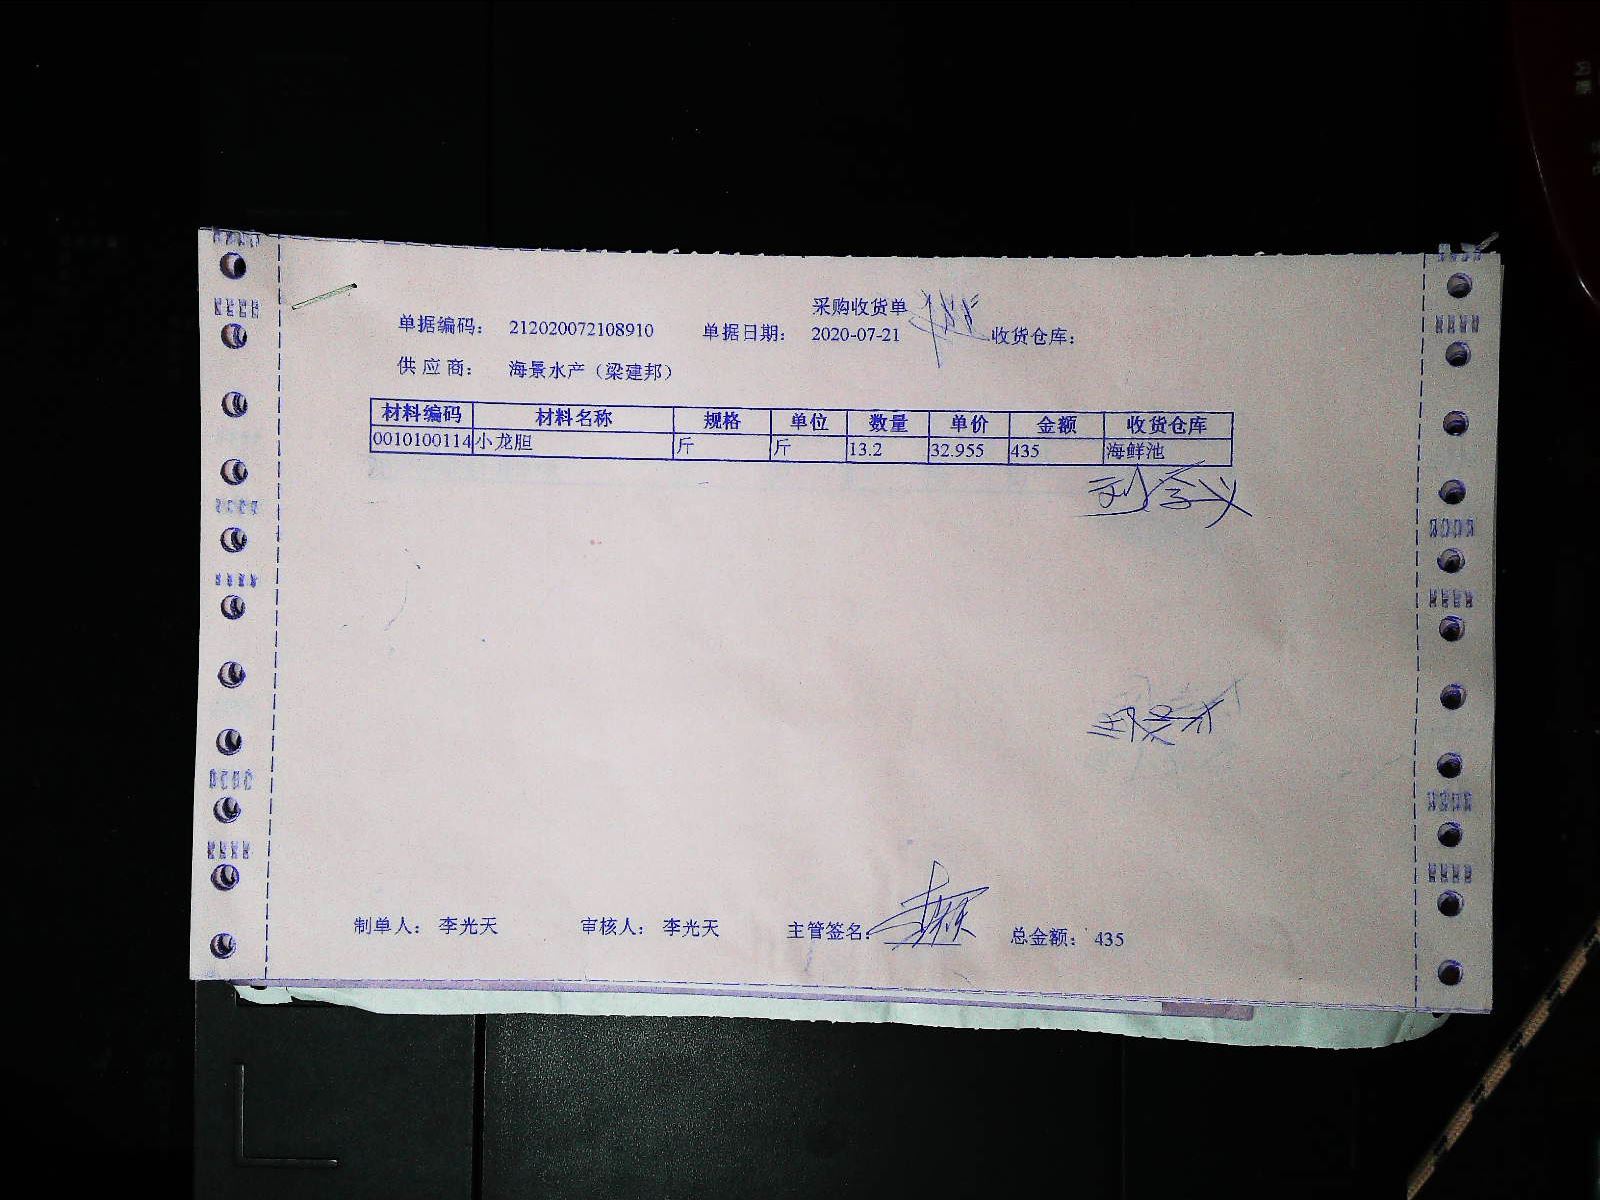 采购收货单
单据编码： 212020072108910 单据日期： 2020-07-21 收货仓库：
供 应 商： 海景水产（梁建邦）
材料编码 材料名称 规格 单位 数量 单价 金额 收货仓库
0010100114 小龙胆 斤 斤 13.2 32.955 435 海鲜池
制单人： 李光天 审核人： 李光天 主管签名： 总金额： 435